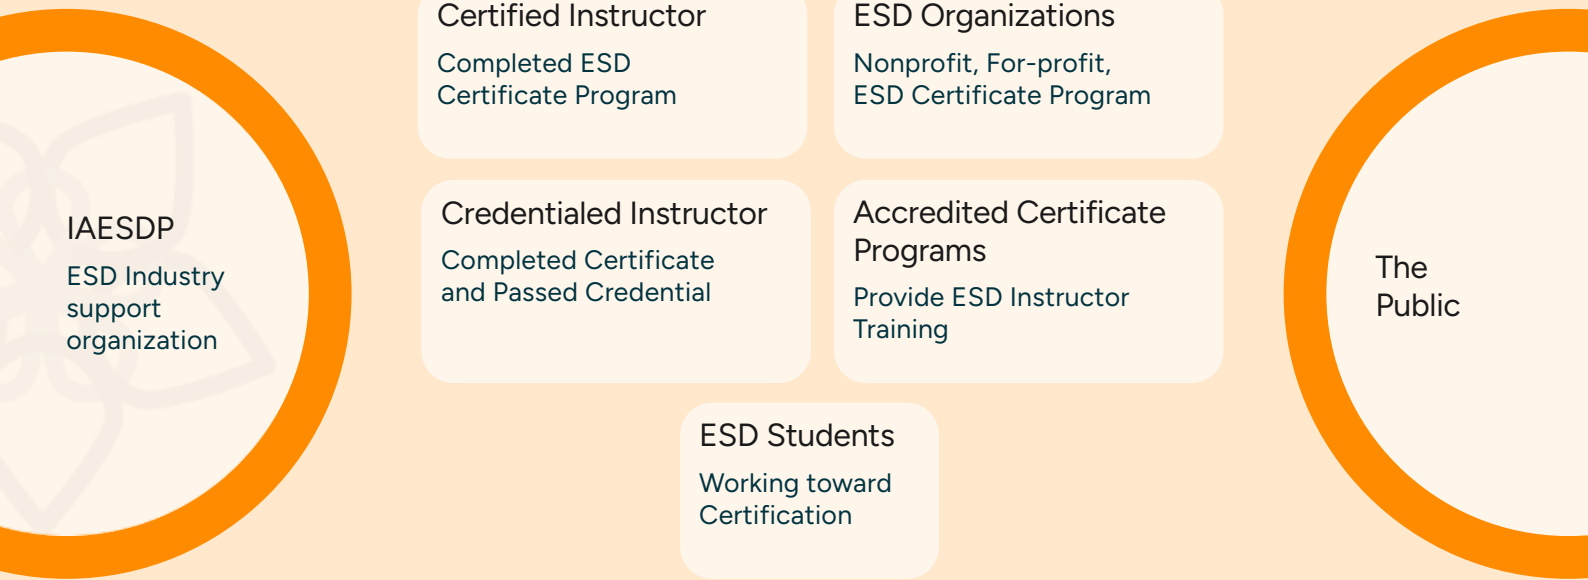 IAESDP
ESD Industry
support
organization
Certified Instructor
Completed ESD
Certificate Program
ESD Organizations
Nonprofit, For-profit,
ESD Certificate Program
Credentialed Instructor
Completed Certificate
and Passed Credential
Accredited Certificate
Programs
Provide ESD Instructor
Training
ESD Students
Working toward
Certification
The
Public